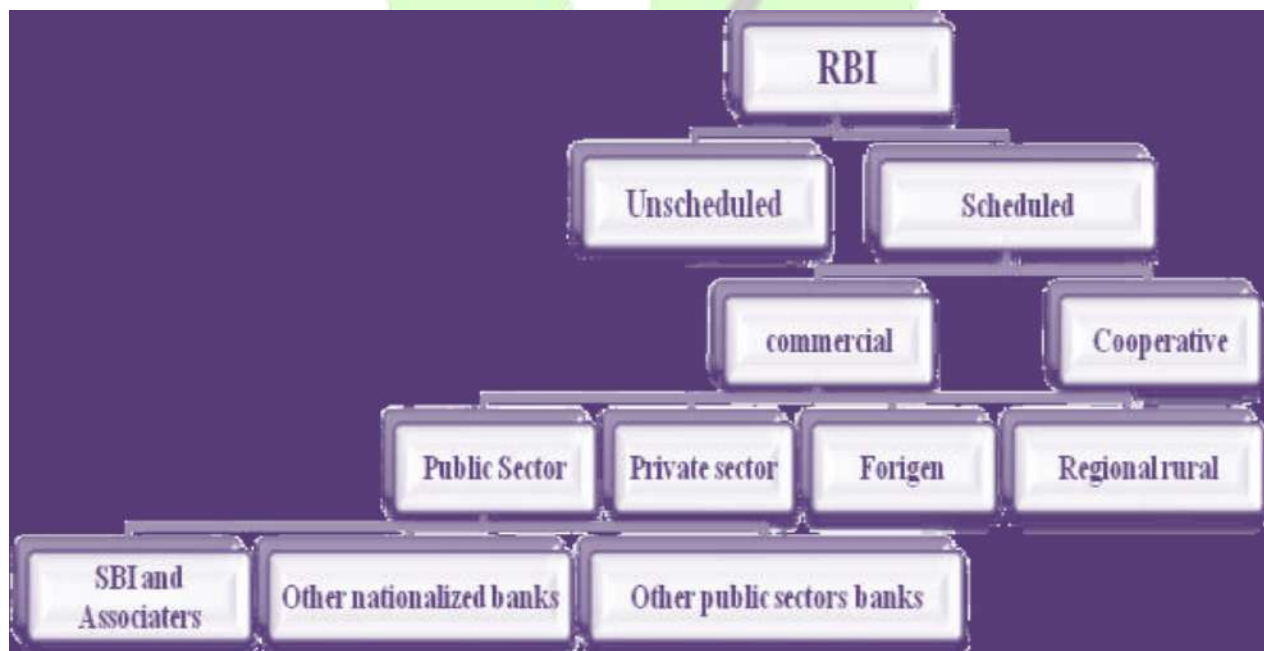 RBI
Unscheduled
Scheduled
commercial
Cooperative
Public Sector
Private sector
Forigen
Regional rural
SBI and
Associaters
Other nationalized banks
Other public sectors banks